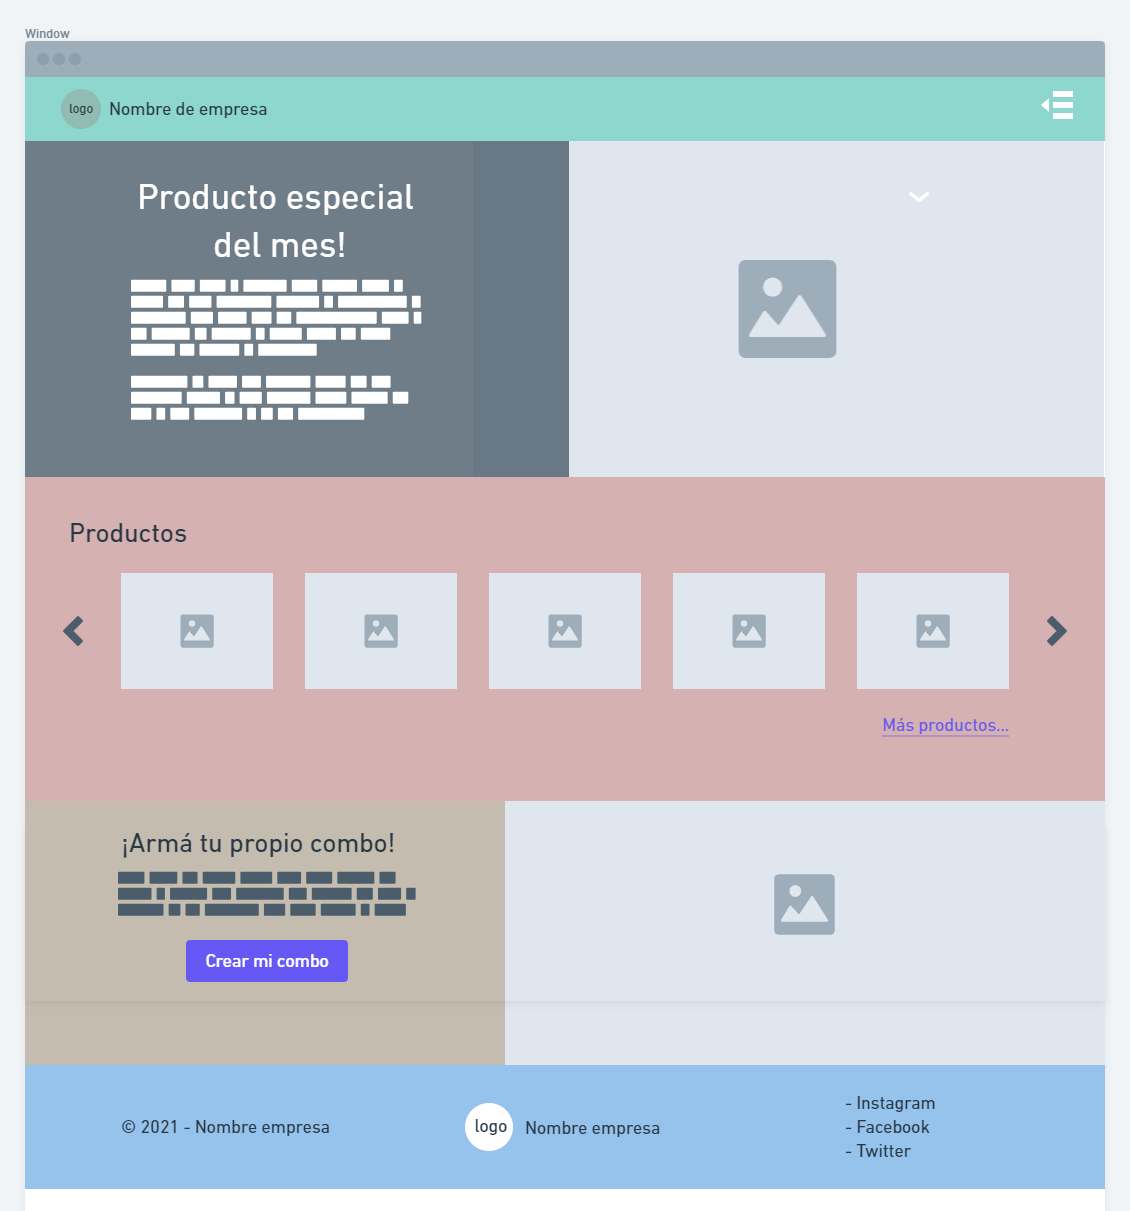 Window
logo
Nombre de empresa
Producto especial
del mes!
Productos
Más productos...
¡Armá tu propio combo!
Crear mi combo
© 2021 - Nombre empresa
logo
Nombre empresa
- Instagram
- Facebook
- Twitter